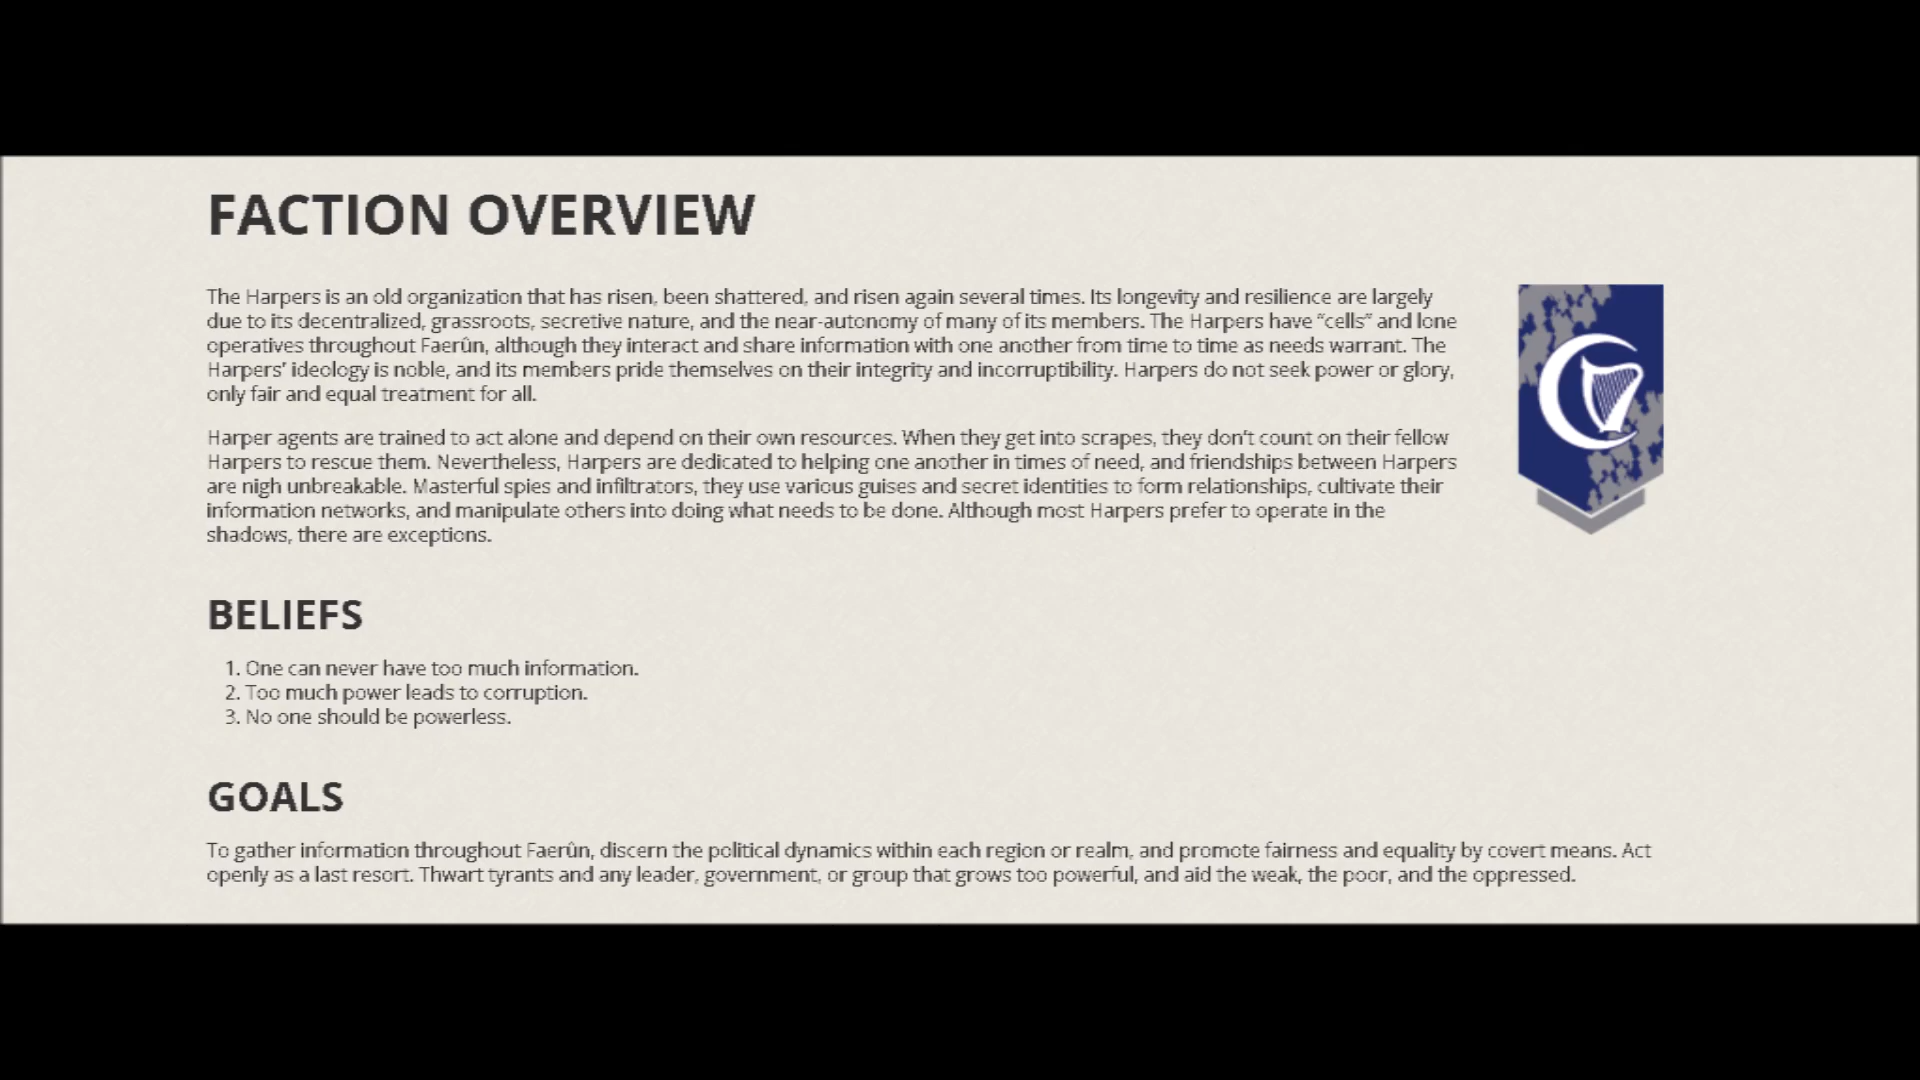 FACTION OVERVIEW
The Harpers is an old organization that has risen, been shattered, and risen again several times. Its longevity and resilience are largely
due to its decentralized, grassroots, secretive nature, and the near-autonomy of many of its members. The Harpers have “cells” and lone
operatives throughout Faerûn, although they interact and share information with one another from time to time as needs warrant. The
Harpers’ ideology is noble, and its members pride themselves on their integrity and incorruptibility. Harpers do not seek power or glory,
only fair and equal treatment for all.
Harper agents are trained to act alone and depend on their own resources. When they get into scrapes, they don’t count on their fellow
Harpers to rescue them. Nevertheless, Harpers are dedicated to helping one another in times of need, and friendships between Harpers
are nigh unbreakable. Masterful spies and infiltrators, they use various guises and secret identities to form relationships, cultivate their
information networks, and manipulate others into doing what needs to be done. Although most Harpers prefer to operate in the
shadows, there are exceptions.
BELIEFS
1. One can never have too much information.
2. Too much power leads to corruption.
3. No one should be powerless.
GOALS
To gather information throughout Faerûn, discern the political dynamics within each region or realm, and promote fairness and equality by covert means. Act
openly as a last resort. Thwart tyrants and any leader, government, or group that grows too powerful, and aid the weak, the poor, and the oppressed.